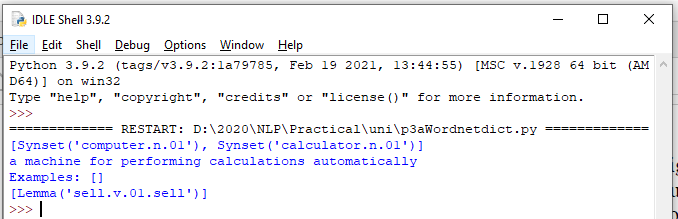 IDLE Shell 3.9.2
File Edit Shell Debug Options Window Help
Python 3.9.2 (tags/v3.9.2:1a79785, Feb 19 2021, 13:44:55) [MSC v.1928 64 bit (AM
D64)] on win32
Type "help", "copyright", "credits" or "license()" for more information.
>>>
============= RESTART: D:\2020\NLP\Practical\uni\p3aWordnetdict.py =============
[Synset('computer.n.01'), Synset('calculator.n.01')]
a machine for performing calculations automatically
Examples: []
[Lemma('sell.v.01.sell')]
>>>